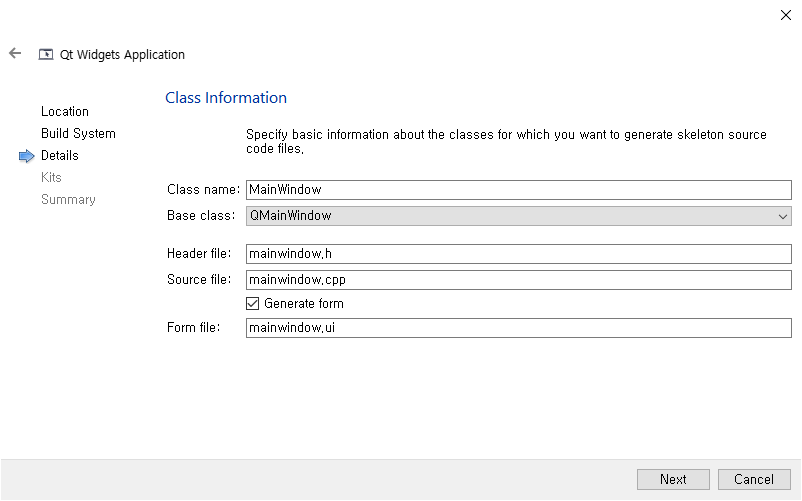 Qt Widgets Application
Location
Build System
Details
Kits
Summary
Class Information
Specify basic information about the classes for which you want to generate skeleton source
code files.
Class name: MainWindow
Base class: QMainWindow
Header file: mainwindow.h
Source file: mainwindow.cpp
Generate form
Form file: mainwindow.ui
Next Cancel